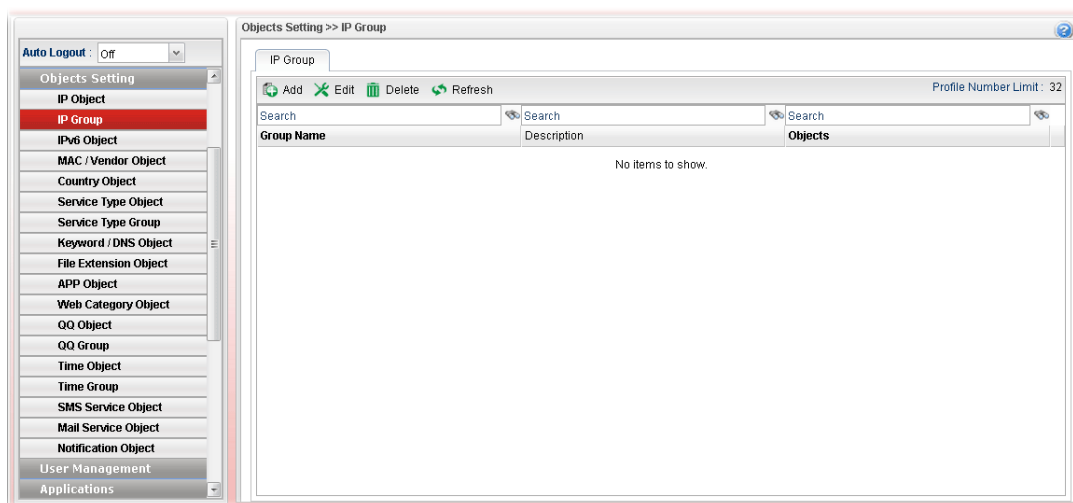 Objects Setting >> IP Group
Auto Logout : Off
Objects Setting
IP Object
IP Group
IPv6 Object
MAC / Vendor Object
Country Object
Service Type Object
Service Type Group
Keyword / DNS Object
File Extension Object
APP Object
Web Category Object
QQ Object
QQ Group
Time Object
Time Group
SMS Service Object
Mail Service Object
Notification Object
User Management
Applications
IP Group
Add Edit Delete Refresh Profile Number Limit : 32
Search Search Search
Group Name Description Objects
No items to show.